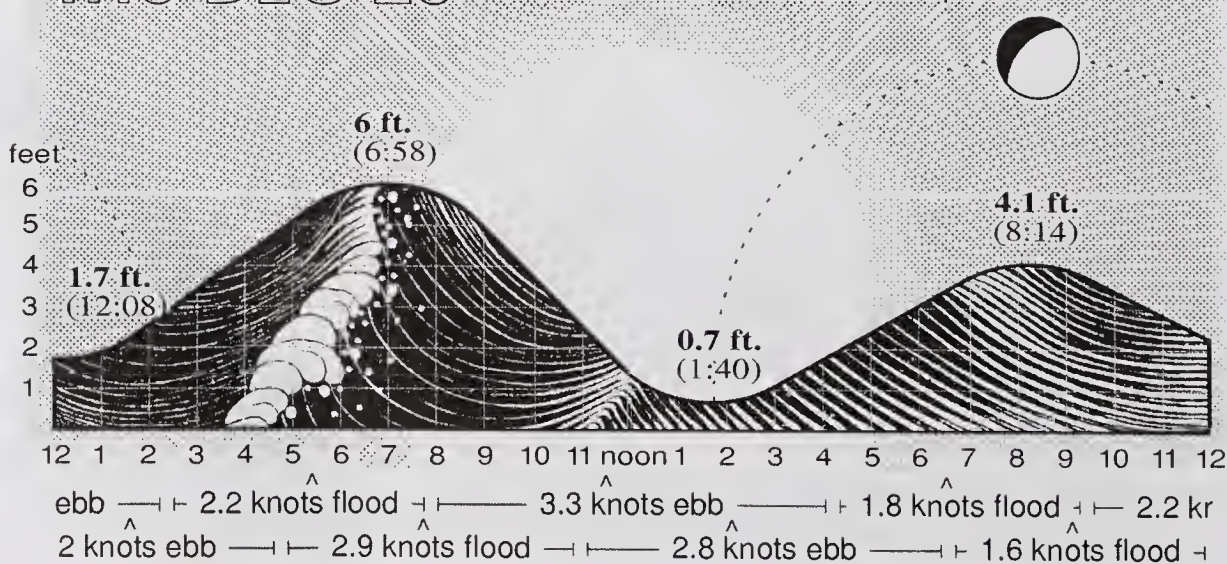 6 ft.
(6:58)
feet
6
5
4.1 ft.
(8:14)
4
1.7 ft.
(12:08)
3
0.7 ft.
(1:40)
2
1
12 1 2 3 4 5 6 7 8 9 10 11 noon 1 2 3 4 5 6 7 8 9 10 11 12
ebb 2.2 knots flood 3.3 knots ebb 1.8 knots flood 2.2 kr
2 knots ebb 2.9 knots flood 2.8 knots ebb 1.6 knots flood